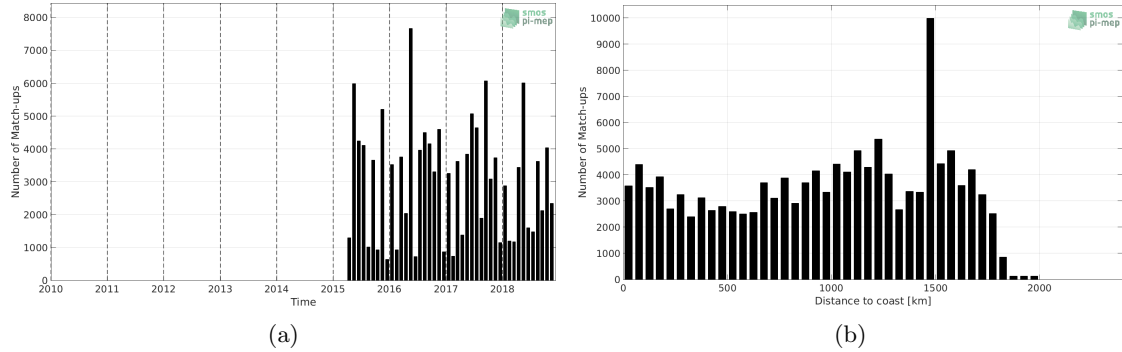 smos
pi-mep
8000
7000
6000
5000
4000
3000
2000
1000
0
Number of Match-ups
2010 2011 2012 2013 2014 2015 2016 2017 2018
Time
(a)
smos
pi-mep
10000
9000
8000
7000
6000
5000
4000
3000
2000
1000
0
Number of Match-ups
0 500 1000 1500 2000
Distance to coast [km]
(b)